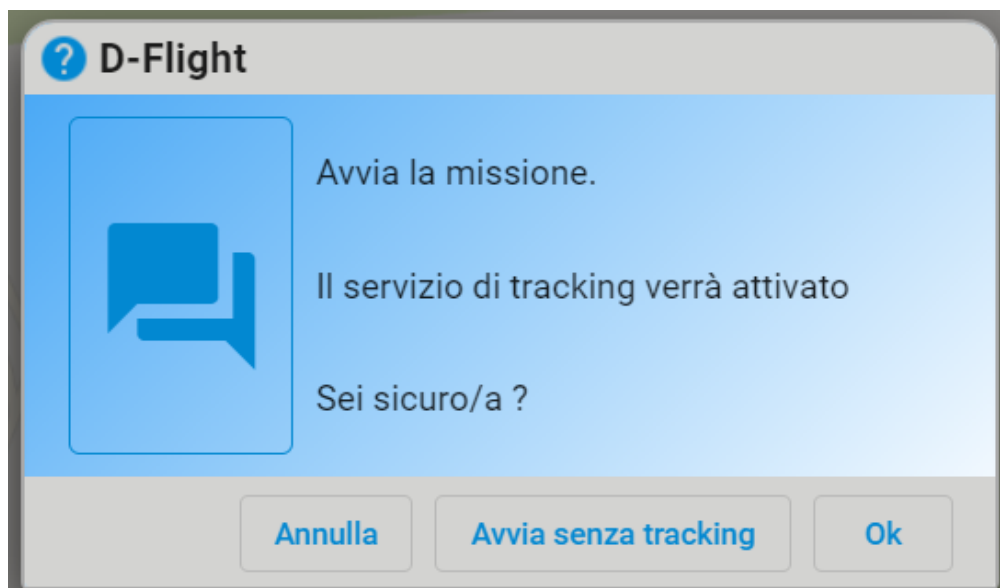 D-Flight
Avvia la missione.
Il servizio di tracking verrà attivato
Sei sicuro/a ?
Annulla
Avvia senza tracking
Ok